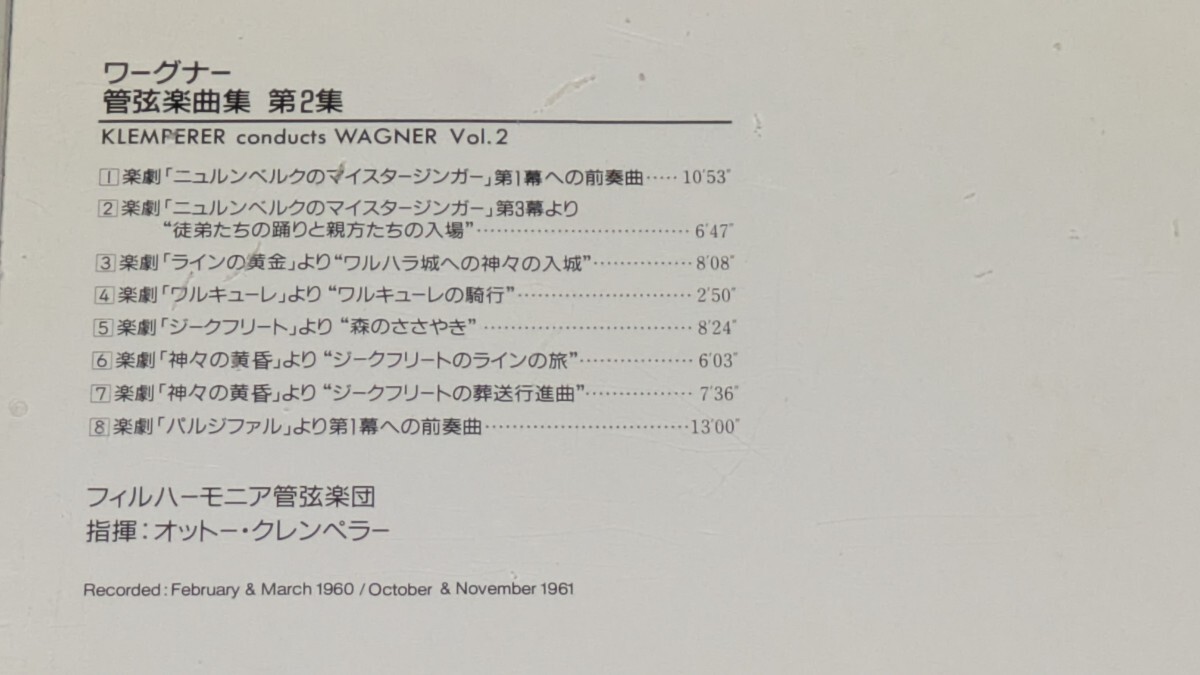 ワーグナー
管弦楽曲集 第2集
KLEMPERER conducts WAGNER Vol.2
1 楽劇「ニュルンベルクのマイスタージンガー」第1幕への前奏曲‥‥‥ 10'53"
2 楽劇「ニュルンベルクのマイスタージンガー」第3幕より
“徒弟たちの踊りと親方たちの入場”‥‥‥‥‥‥‥‥‥‥‥‥ 6'47"
3 楽劇「ラインの黄金」より“ワルハラ城への神々の入城”‥‥‥‥‥‥ 8'08"
4 楽劇「ワルキューレ」より“ワルキューレの騎行”‥‥‥‥‥‥‥‥‥‥ 2'50"
5 楽劇「ジークフリート」より“森のささやき”‥‥‥‥‥‥‥‥‥‥‥‥ 8'24"
6 楽劇「神々の黄昏」より“ジークフリートのラインの旅”‥‥‥‥‥‥ 6'03"
7 楽劇「神々の黄昏」より“ジークフリートの葬送行進曲”‥‥‥‥‥‥ 7'36"
8 楽劇「パルジファル」より第1幕への前奏曲‥‥‥‥‥‥‥‥‥‥‥‥13'00"
フィルハーモニア管弦楽団
指揮:オットー・クレンペラー
Recorded:February & March 1960/October & November 1961